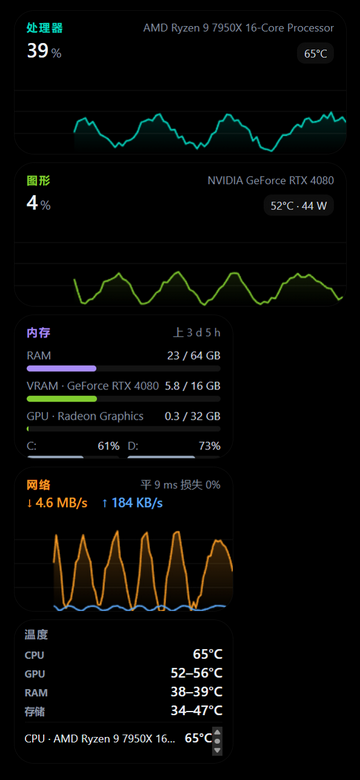 处理器 AMD Ryzen 9 7950X 16-Core Processor
39 % 65°C
图形 NVIDIA GeForce RTX 4080
4 % 52°C · 44 W
内存 上 3 d 5 h
RAM 23 / 64 GB
VRAM · GeForce RTX 4080 5.8 / 16 GB
GPU · Radeon Graphics 0.3 / 32 GB
C: 61% D: 73%
网络 平 9 ms 损失 0%
↓ 4.6 MB/s ↑ 184 KB/s
温度
CPU 65°C
GPU 52–56°C
RAM 38–39°C
存储 34–47°C
CPU · AMD Ryzen 9 7950X 16... 65°C